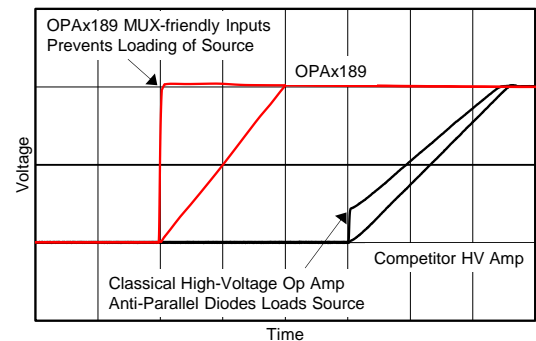 OPAx189 MUX-friendly Inputs
Prevents Loading of Source
OPAx189
Voltage
Competitor HV Amp
Classical High-Voltage Op Amp
Anti-Parallel Diodes Loads Source
Time